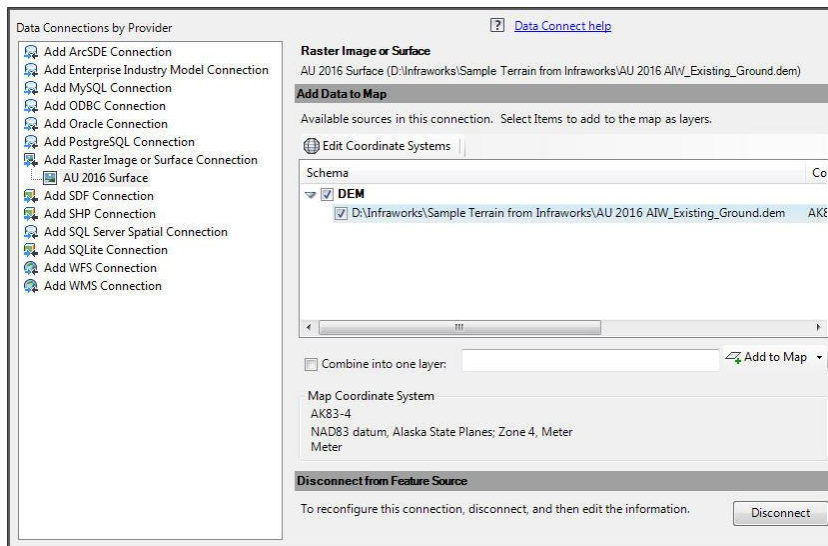 Data Connections by Provider
? Data Connect help
Add ArcSDE Connection
Add Enterprise Industry Model Connection
Add MySQL Connection
Add ODBC Connection
Add Oracle Connection
Add PostgreSQL Connection
Add Raster Image or Surface Connection
AU 2016 Surface
Add SDF Connection
Add SHP Connection
Add SQL Server Spatial Connection
Add SQLite Connection
Add WFS Connection
Add WMS Connection
Raster Image or Surface
AU 2016 Surface (D:\Infraworks\Sample Terrain from Infraworks\AU 2016 AIW_Existing_Ground.dem)
Add Data to Map
Available sources in this connection. Select Items to add to the map as layers.
Edit Coordinate Systems
Schema Co
DEM
D:\Infraworks\Sample Terrain from Infraworks\AU 2016 AIW_Existing_Ground.dem AK8
Combine into one layer: Add to Map
Map Coordinate System
AK83-4
NAD83 datum, Alaska State Planes; Zone 4, Meter
Meter
Disconnect from Feature Source
To reconfigure this connection, disconnect, and then edit the information. Disconnect